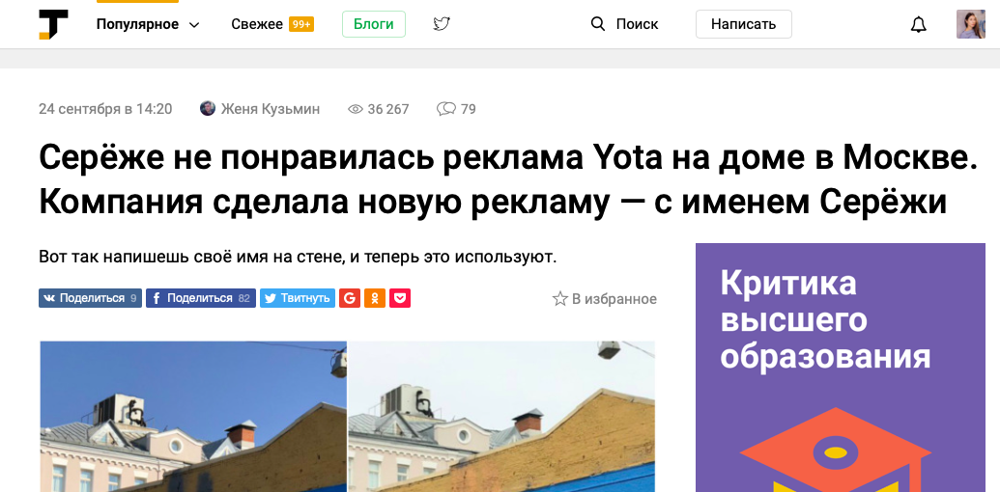 Популярное
Свежее 99+
Блоги
Поиск
Написать
24 сентября в 14:20 Женя Кузьмин 36 267 79
Серёже не понравилась реклама Yota на доме в Москве.
Компания сделала новую рекламу — с именем Серёжи
Вот так напишешь своё имя на стене, и теперь это используют.
Поделиться 9 Поделиться 82 Твитнуть
В избранное
Критика
высшего
образования